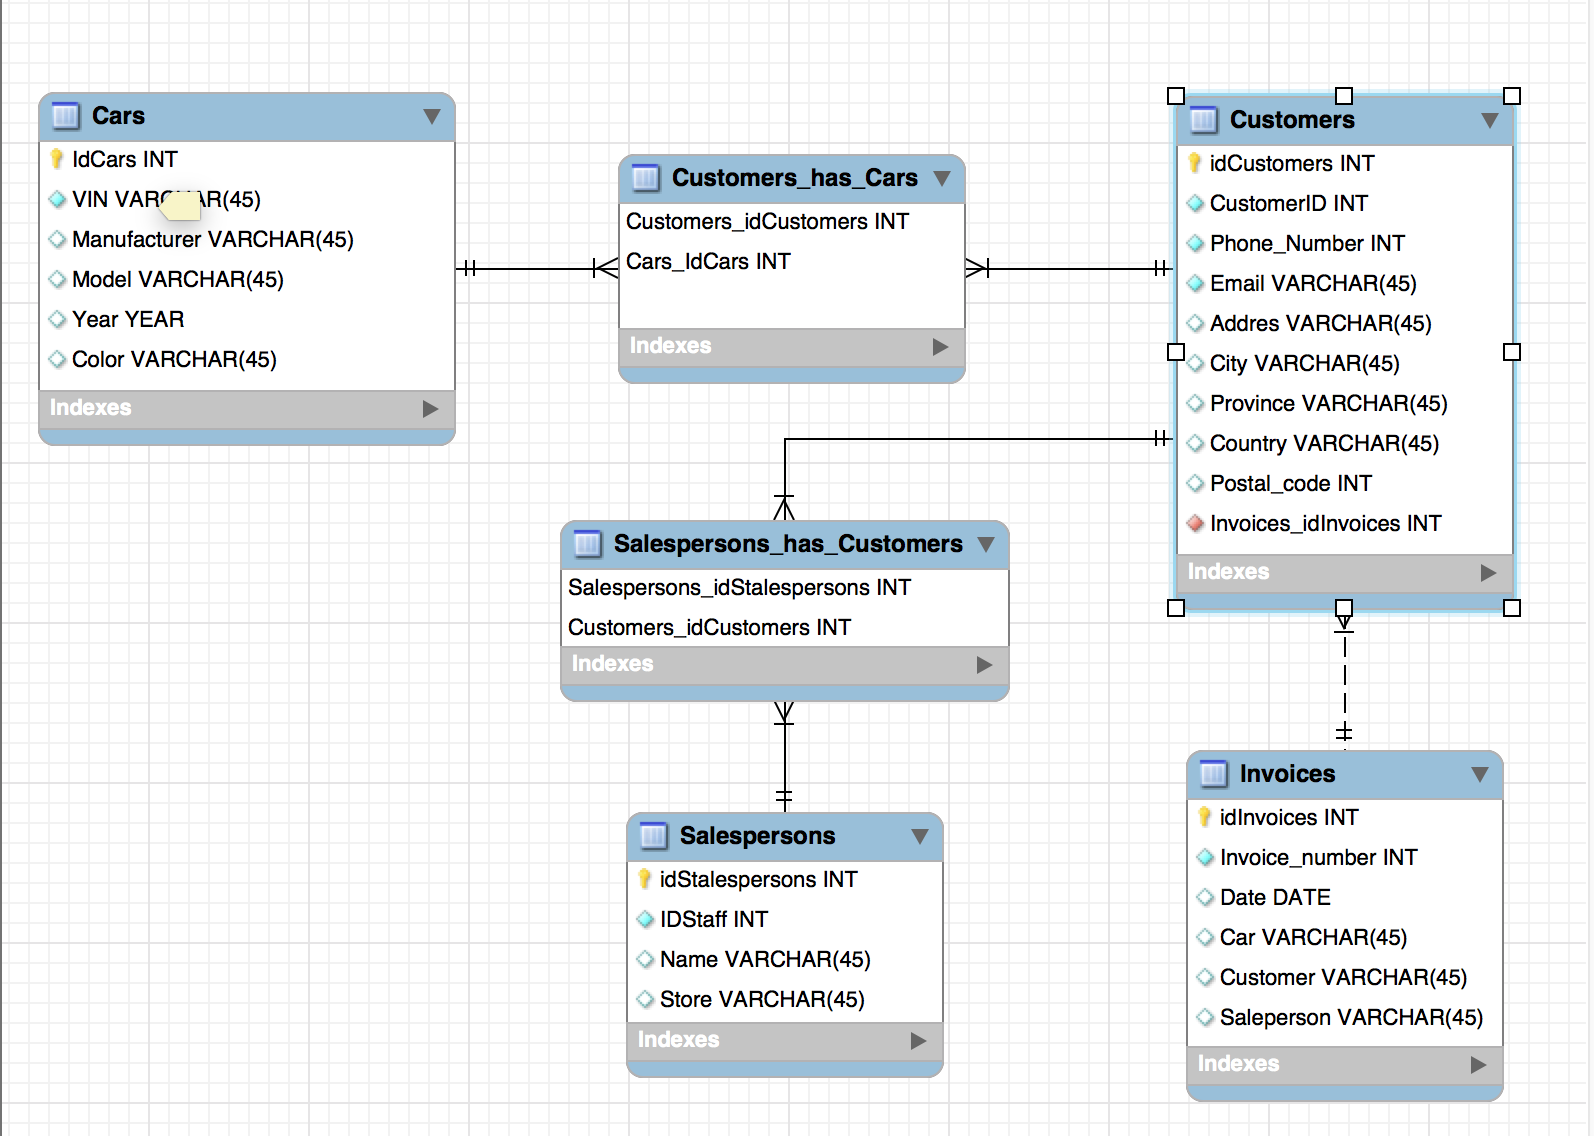 Cars
IdCars INT
VIN VARCHAR(45)
Manufacturer VARCHAR(45)
Model VARCHAR(45)
Year YEAR
Color VARCHAR(45)
Indexes
Customers_has_Cars
Customers_idCustomers INT
Cars_IdCars INT
Indexes
Customers
idCustomers INT
CustomerID INT
Phone_Number INT
Email VARCHAR(45)
Addres VARCHAR(45)
City VARCHAR(45)
Province VARCHAR(45)
Country VARCHAR(45)
Postal_code INT
Invoices_idInvoices INT
Indexes
Salespersons_has_Customers
Salespersons_idStalespersons INT
Customers_idCustomers INT
Indexes
Salespersons
idStalespersons INT
IDStaff INT
Name VARCHAR(45)
Store VARCHAR(45)
Indexes
Invoices
idInvoices INT
Invoice_number INT
Date DATE
Car VARCHAR(45)
Customer VARCHAR(45)
Saleperson VARCHAR(45)
Indexes